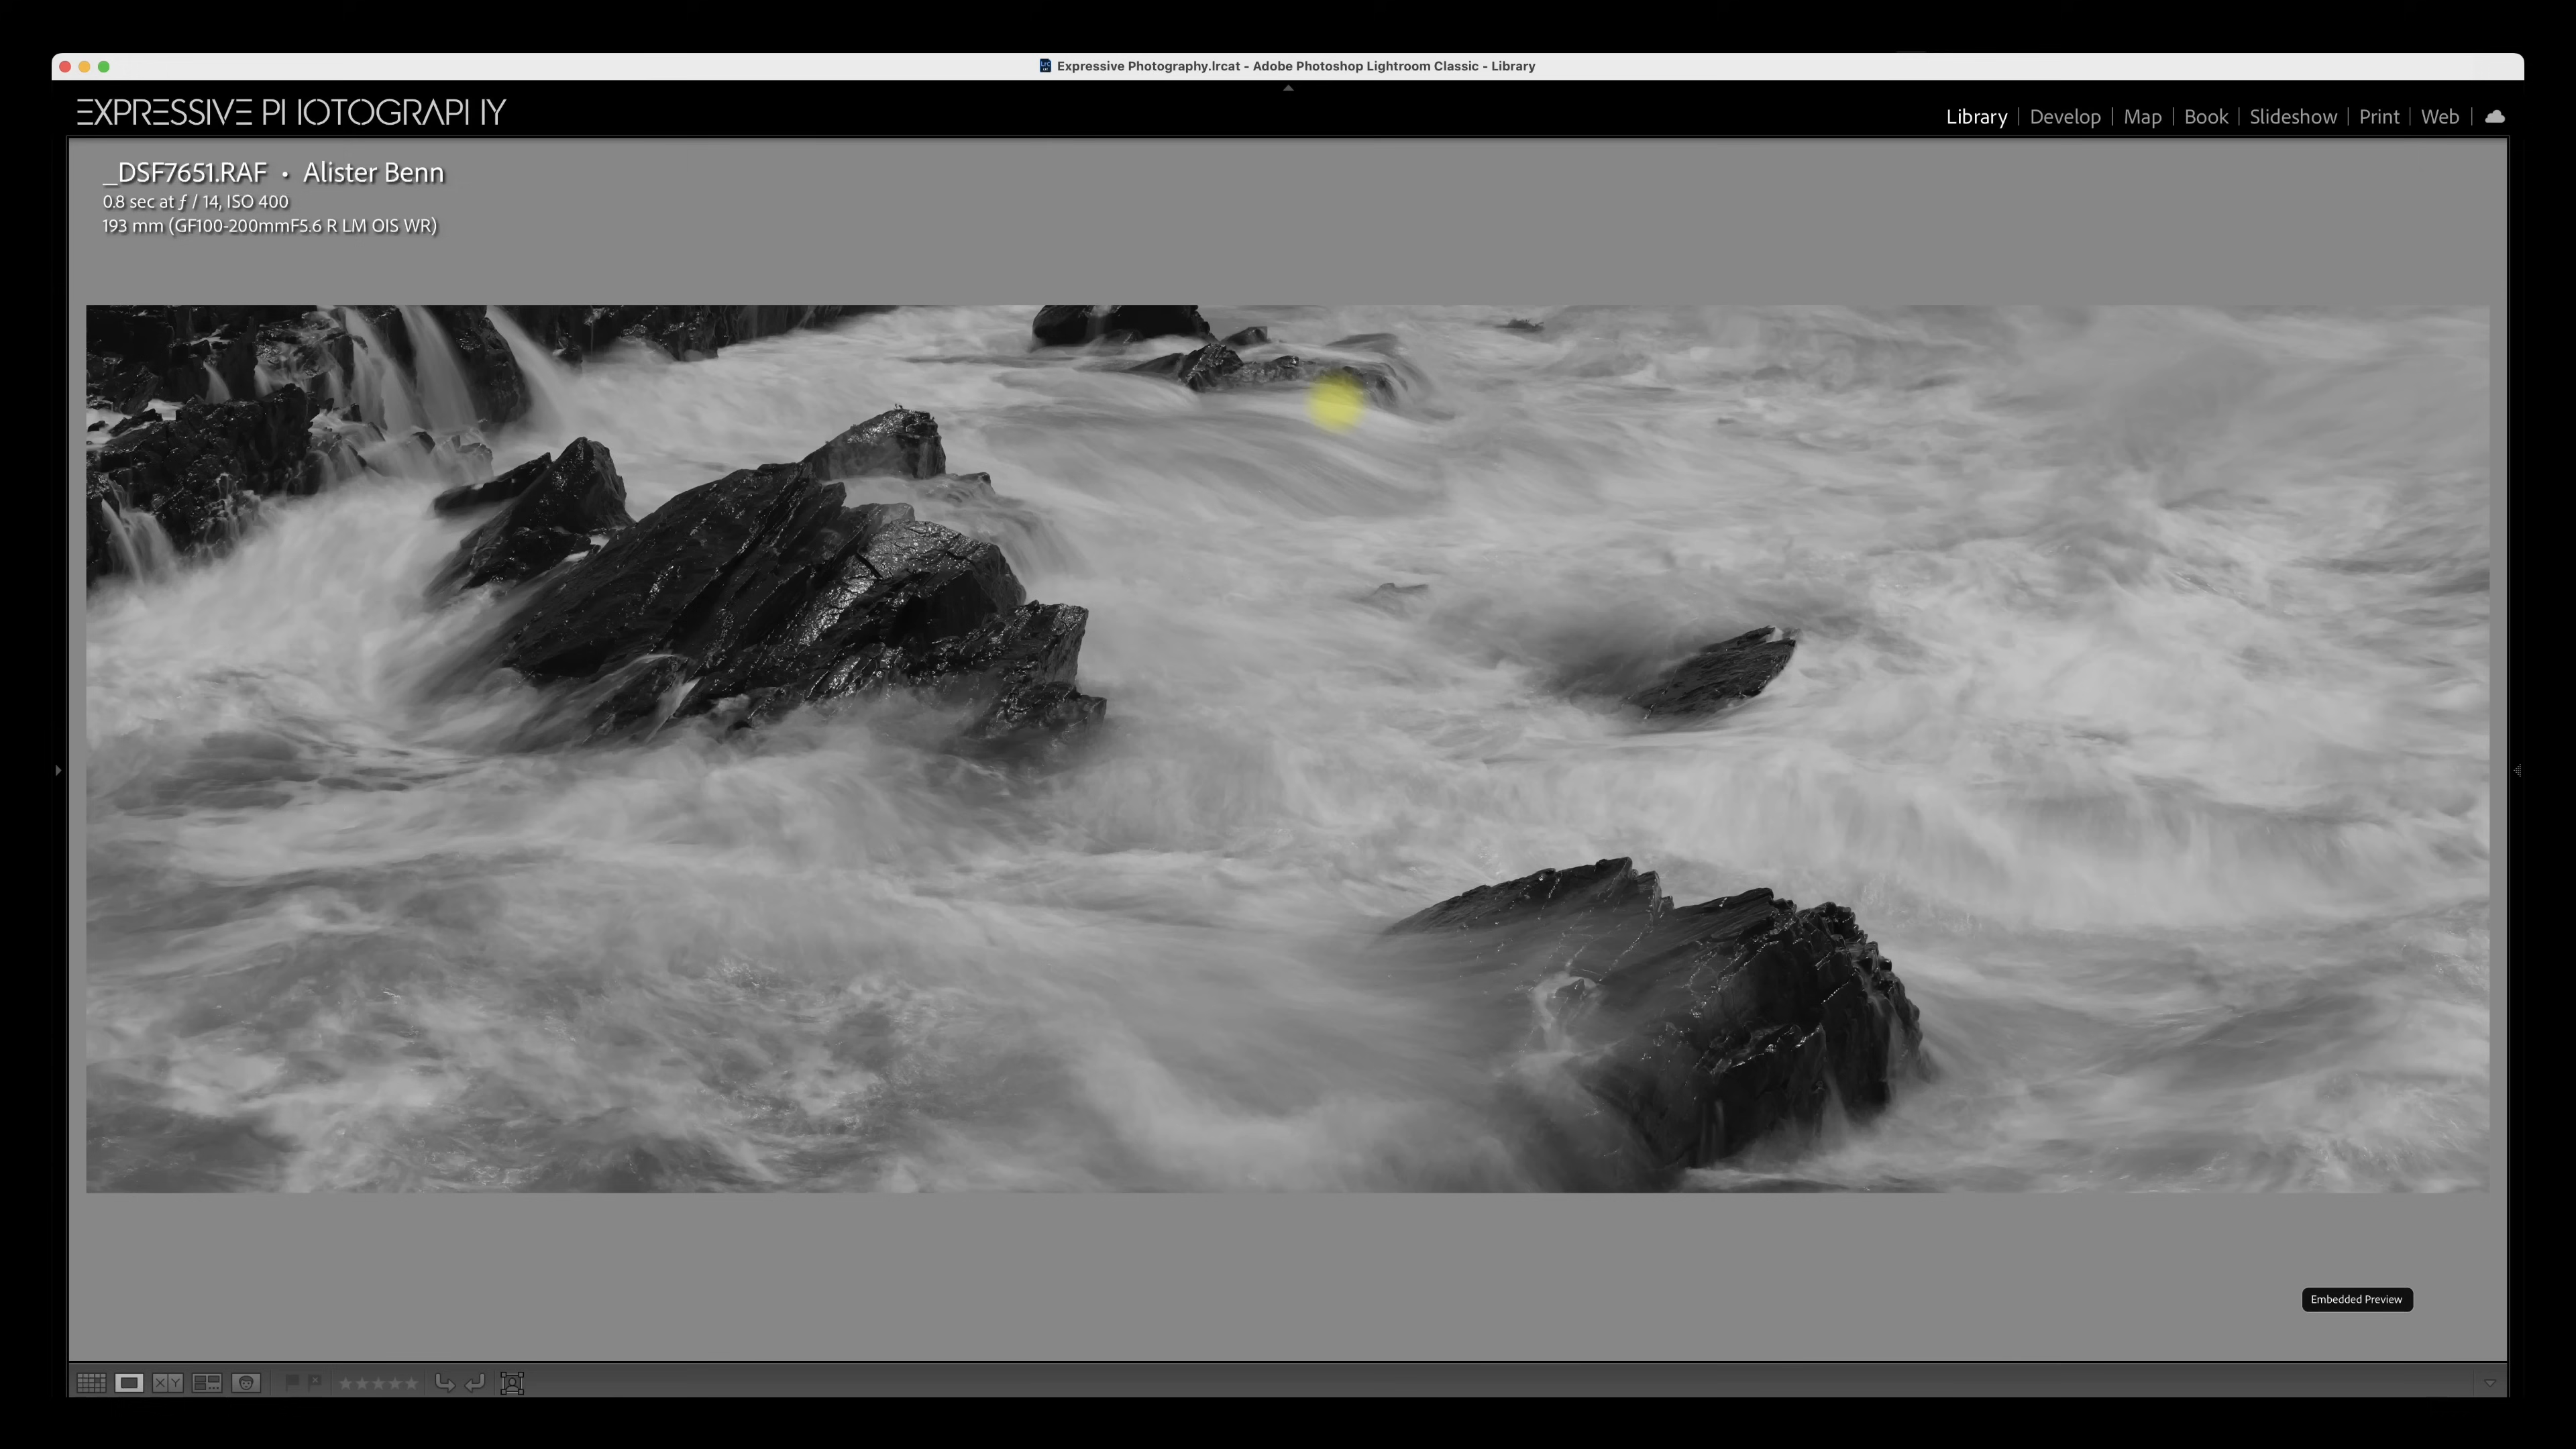 Expressive Photography.lrcat - Adobe Photoshop Lightroom Classic - Library
EXPRESSIVE PHOTOGRAPHY
Library | Develop | Map | Book | Slideshow | Print | Web |
_DSF7651.RAF • Alister Benn
0.8 sec at ƒ / 14, ISO 400
193 mm (GF100-200mmF5.6 R LM OIS WR)
Embedded Preview
X Y